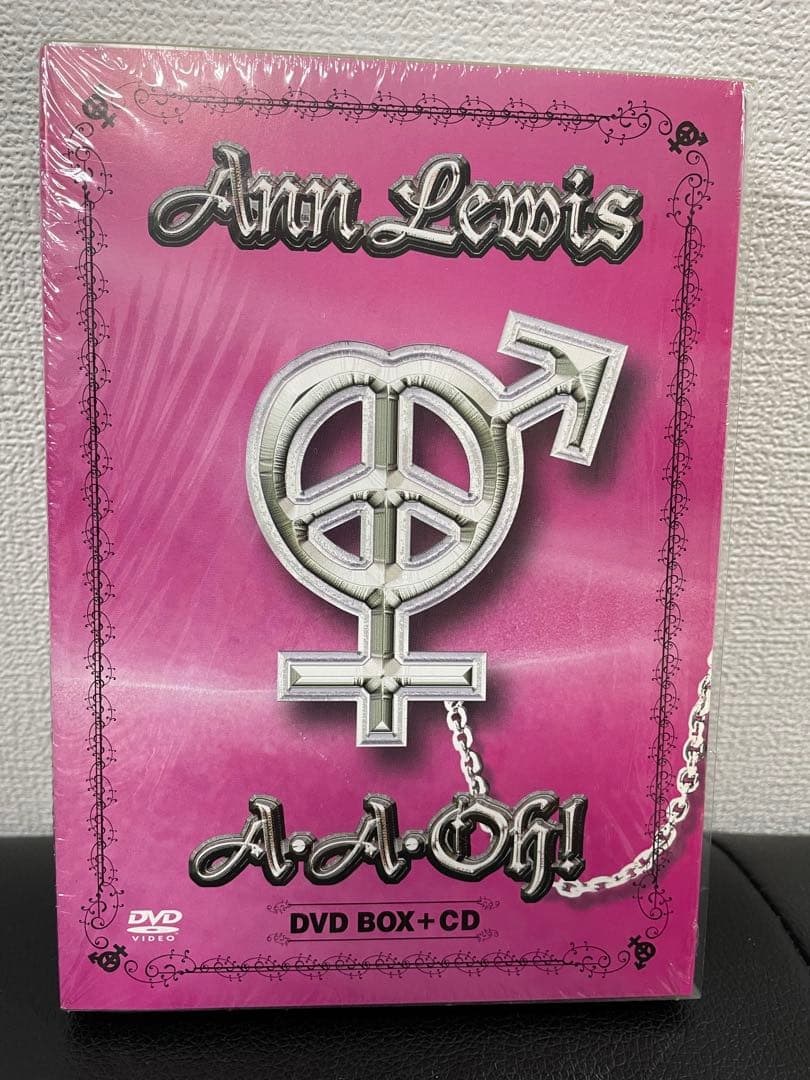 Ann Lewis
A·A·Oh!
DVD BOX+CD
DVD
VIDEO